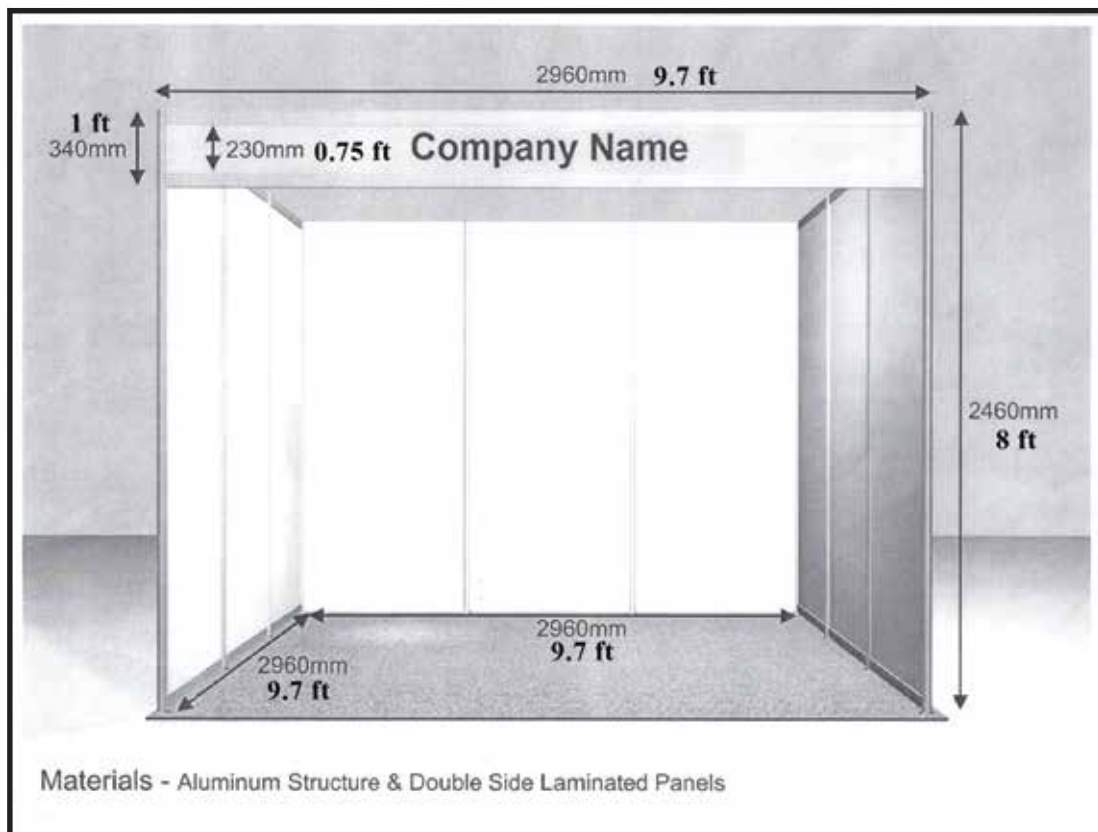 2960mm 9.7 ft
1 ft
340mm
230mm 0.75 ft Company Name
2460mm
8 ft
2960mm
9.7 ft
2960mm
9.7 ft
Materials - Aluminum Structure & Double Side Laminated Panels